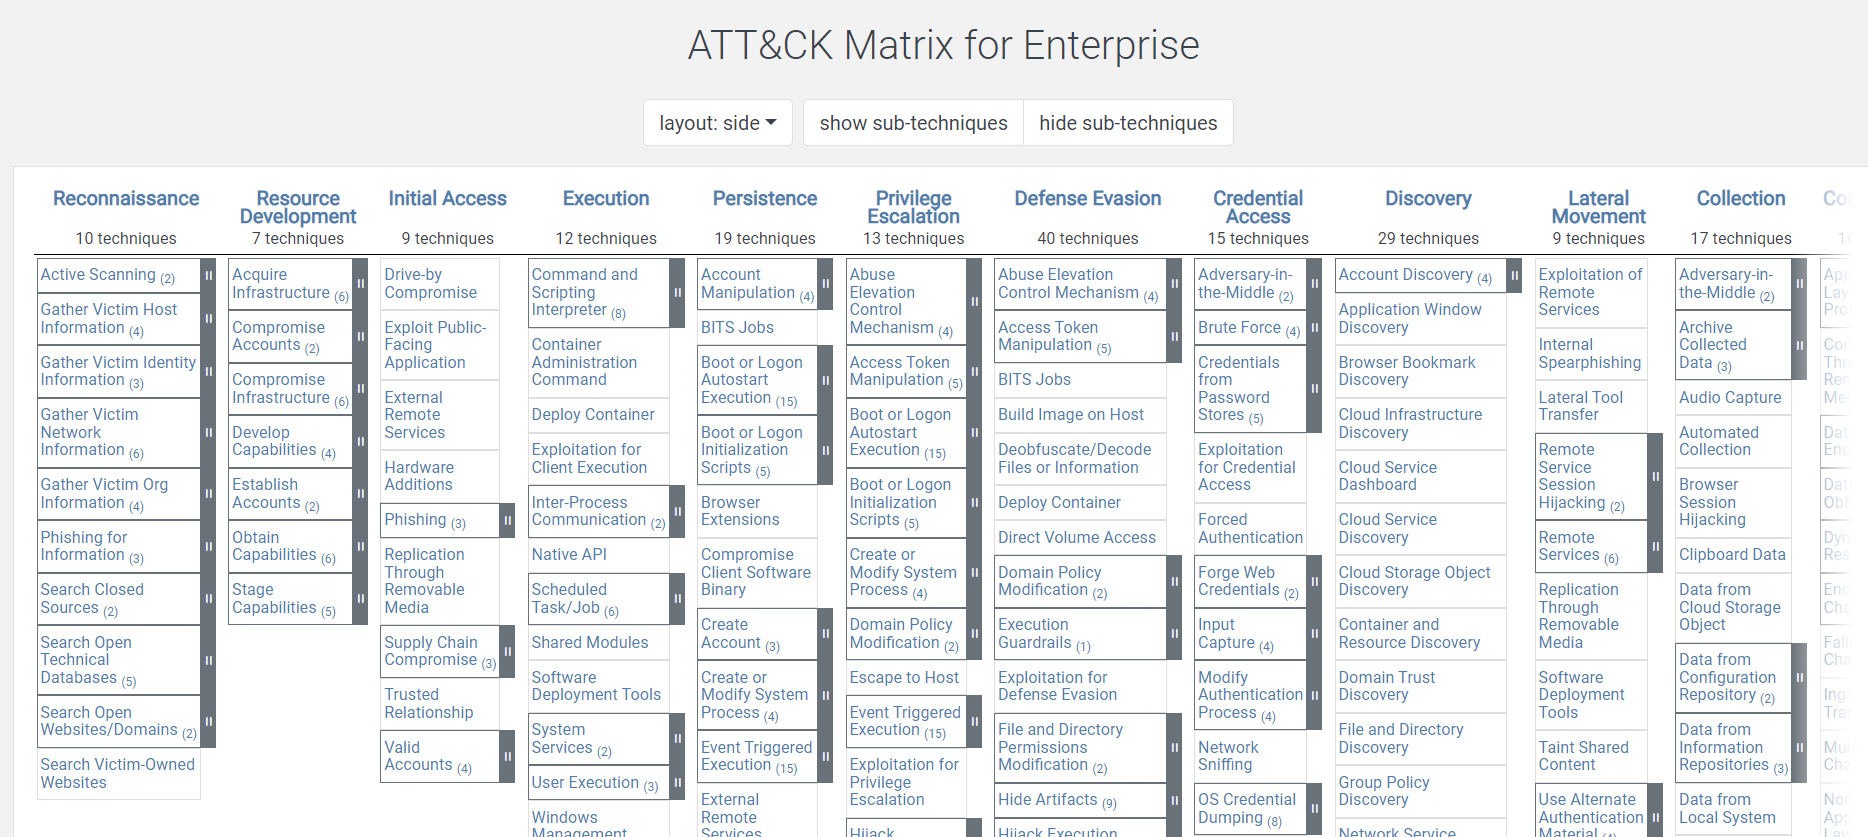 ATT&CK Matrix for Enterprise
layout: side
show sub-techniques
hide sub-techniques
Reconnaissance
10 techniques
Active Scanning (2)
Gather Victim Host
Information (4)
Gather Victim Identity
Information (3)
Gather Victim
Network
Information (6)
Gather Victim Org
Information (4)
Phishing for
Information (3)
Search Closed
Sources (2)
Search Open
Technical
Databases (5)
Search Open
Websites/Domains (2)
Search Victim-Owned
Websites
Resource
Development
7 techniques
Acquire
Infrastructure (6)
Compromise
Accounts (2)
Compromise
Infrastructure (6)
Develop
Capabilities (4)
Establish
Accounts (2)
Obtain
Capabilities (6)
Stage
Capabilities (5)
Initial Access
9 techniques
Drive-by
Compromise
Exploit Public-
Facing
Application
External
Remote
Services
Hardware
Additions
Phishing (3)
Replication
Through
Removable
Media
Supply Chain
Compromise (3)
Trusted
Relationship
Valid
Accounts (4)
Execution
12 techniques
Command and
Scripting
Interpreter (8)
Container
Administration
Command
Deploy Container
Exploitation for
Client Execution
Inter-Process
Communication (2)
Native API
Scheduled
Task/Job (6)
Shared Modules
Software
Deployment Tools
System
Services (2)
User Execution (3)
Windows
Management
Persistence
19 techniques
Account
Manipulation (4)
BITS Jobs
Boot or Logon
Autostart
Execution (15)
Boot or Logon
Initialization
Scripts (5)
Browser
Extensions
Compromise
Client Software
Binary
Create
Account (3)
Create or
Modify System
Process (4)
Event Triggered
Execution (15)
External
Remote
Services
Privilege
Escalation
13 techniques
Abuse
Elevation
Control
Mechanism (4)
Access Token
Manipulation (5)
Boot or Logon
Autostart
Execution (15)
Boot or Logon
Initialization
Scripts (5)
Create or
Modify System
Process (4)
Domain Policy
Modification (2)
Escape to Host
Event Triggered
Execution (15)
Exploitation for
Privilege
Escalation
Hijack
Defense Evasion
40 techniques
Abuse Elevation
Control Mechanism (4)
Access Token
Manipulation (5)
BITS Jobs
Build Image on Host
Deobfuscate/Decode
Files or Information
Deploy Container
Direct Volume Access
Domain Policy
Modification (2)
Execution
Guardrails (1)
Exploitation for
Defense Evasion
File and Directory
Permissions
Modification (2)
Hide Artifacts (9)
Hijack Execution
Credential
Access
15 techniques
Adversary-in-
the-Middle (2)
Brute Force (4)
Credentials
from
Password
Stores (5)
Exploitation
for Credential
Access
Forced
Authentication
Forge Web
Credentials (2)
Input
Capture (4)
Modify
Authentication
Process (4)
Network
Sniffing
OS Credential
Dumping (8)
Discovery
29 techniques
Account Discovery (4)
Application Window
Discovery
Browser Bookmark
Discovery
Cloud Infrastructure
Discovery
Cloud Service
Dashboard
Cloud Service
Discovery
Cloud Storage Object
Discovery
Container and
Resource Discovery
Domain Trust
Discovery
File and Directory
Discovery
Group Policy
Discovery
Network Service
Lateral
Movement
9 techniques
Exploitation of
Remote
Services
Internal
Spearphishing
Lateral Tool
Transfer
Remote
Service
Session
Hijacking (2)
Remote
Services (6)
Replication
Through
Removable
Media
Software
Deployment
Tools
Taint Shared
Content
Use Alternate
Authentication
Material (4)
Collection
17 techniques
Adversary-in-
the-Middle (2)
Archive
Collected
Data (3)
Audio Capture
Automated
Collection
Browser
Session
Hijacking
Clipboard Data
Data from
Cloud Storage
Object
Data from
Configuration
Repository (2)
Data from
Information
Repositories (3)
Data from
Local System